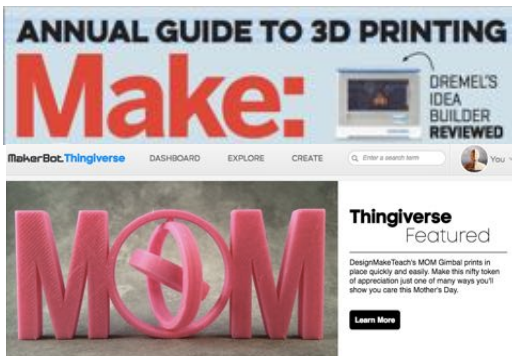 ANNUAL GUIDE TO 3D PRINTING
Make:
DREMEL'S
IDEA
BUILDER
REVIEWED
MakerBot. Thingiverse DASHBOARD EXPLORE CREATE Enter a search term You
MOM
Thingiverse
Featured
DesignMakeTeach's MOM Gimbal prints in
place quickly and easily. Make this nifty token
of appreciation just one of many ways you'll
show you care this Mother's Day.
Learn More